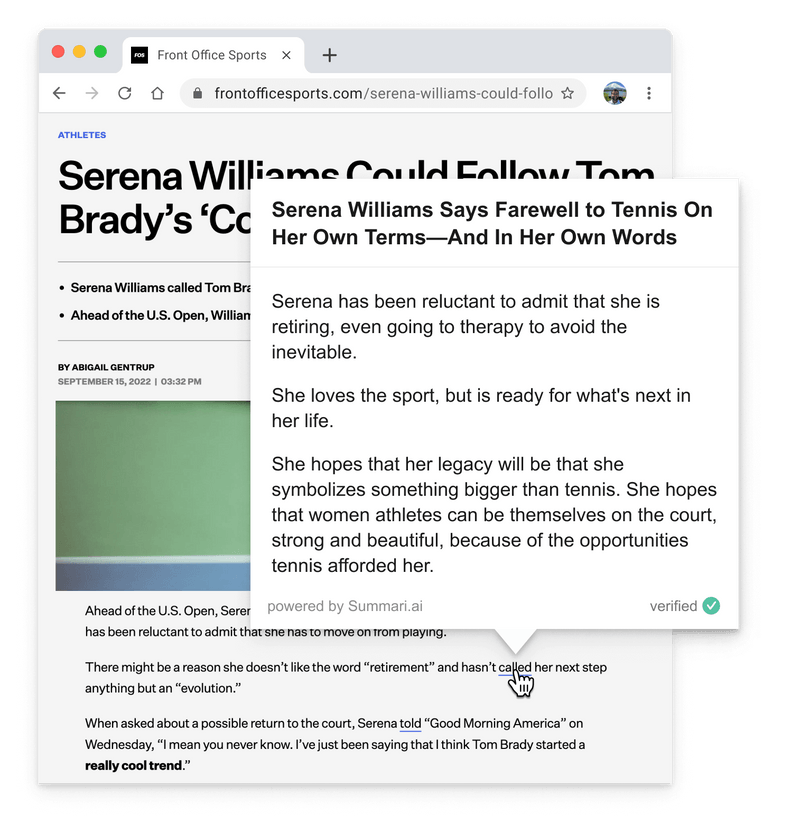 FOS Front Office Sports
frontofficesports.com/serena-williams-could-follo
ATHLETES
Serena Williams Could Follow Tom
Brady's ‘Co
Serena Williams Says Farewell to Tennis On
Her Own Terms—And In Her Own Words
• Serena Williams called Tom Bra
• Ahead of the U.S. Open, William
Serena has been reluctant to admit that she is
retiring, even going to therapy to avoid the
inevitable.
She loves the sport, but is ready for what's next in
her life.
She hopes that her legacy will be that she
symbolizes something bigger than tennis. She hopes
that women athletes can be themselves on the court,
strong and beautiful, because of the opportunities
tennis afforded her.
powered by Summari.ai
verified
BY ABIGAIL GENTRUP
SEPTEMBER 15, 2022 | 03:32 PM
Ahead of the U.S. Open, Seren
has been reluctant to admit that she has to move on from playing.
There might be a reason she doesn’t like the word “retirement” and hasn’t called her next step
anything but an “evolution.”
When asked about a possible return to the court, Serena told “Good Morning America” on
Wednesday, “I mean you never know. I’ve just been saying that I think Tom Brady started a
really cool trend.”